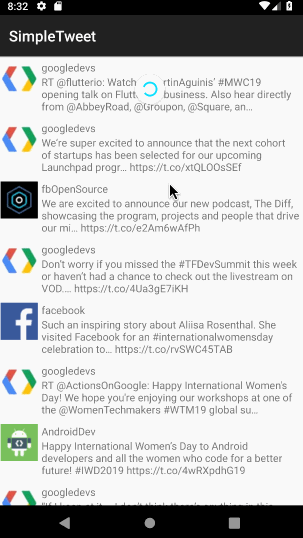 8:32
SimpleTweet
googledevs
RT @flutterio: Watch rtinAguinis' #MWC19
opening talk on Flutt business. Also hear directly
from @AbbeyRoad, @Groupon, @Square, an...
googledevs
We're super excited to announce that the next cohort
of startups has been selected for our upcoming
Launchpad progr... https://t.co/xtQLOOsSEf
fbOpenSource
We are excited to announce our new podcast, The Diff,
showcasing the program, projects and people that drive
our mi... https://t.co/e2Am6wAfPh
googledevs
Don't worry if you missed the #TFDevSummit this week
or haven't had a chance to check out the livestream on
VOD.... https://t.co/4Ua3gE7iKH
facebook
Such an inspiring story about Aliisa Rosenthal. She
visited Facebook for an #internationalwomensday
celebration to... https://t.co/rvSWC45TAB
googledevs
RT @ActionsOnGoogle: Happy International Women's
Day! We hope you're enjoying our workshops at one of
the @WomenTechmakers #WTM19 global su...
AndroidDev
Happy International Women's Day to Android
developers and all the women who code for a better
future! #IWD2019 https://t.co/4wRXpdhG19
googledevs